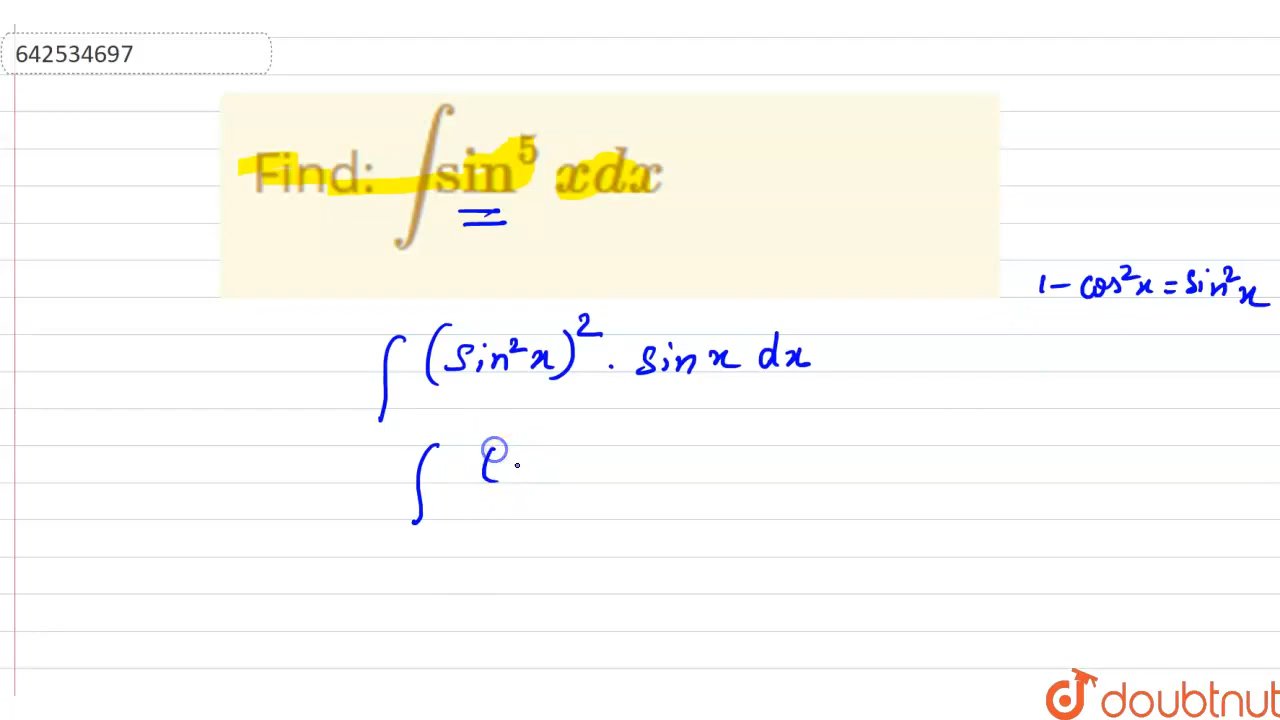 642534697
Find: ∫sin⁵ xdx
1 - cos²x = sin²x
∫ (sin²x)² . sin x dx
∫ (
doubtnut